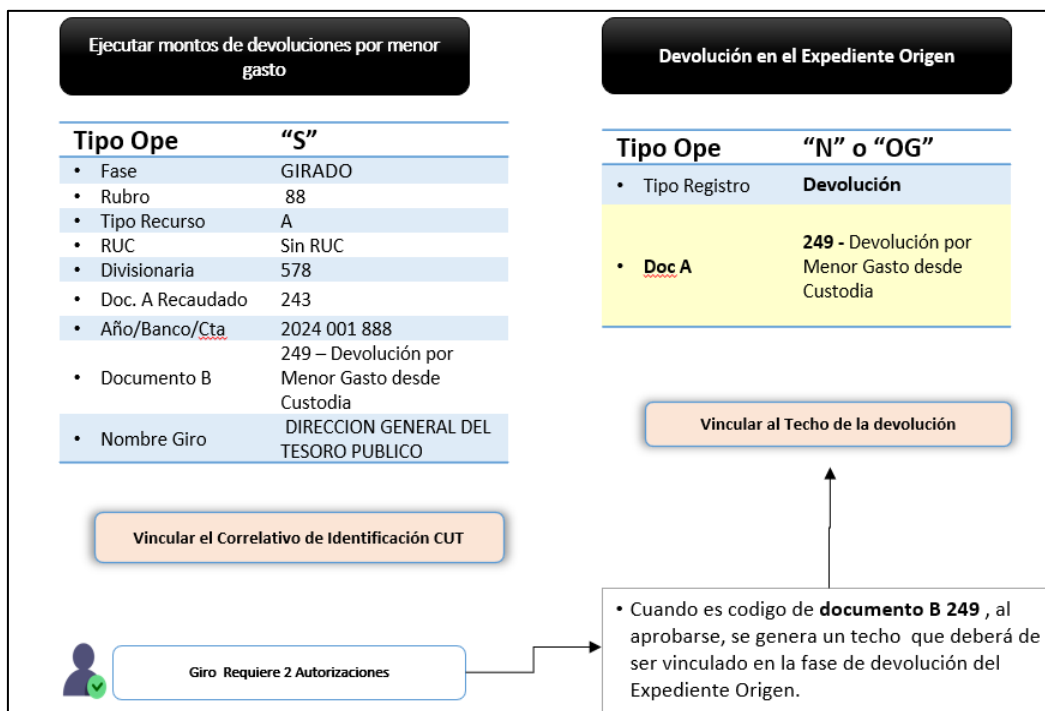 Ejecutar montos de devoluciones por menor
gasto
Tipo Ope “S”
• Fase GIRADO
• Rubro 88
• Tipo Recurso A
• RUC Sin RUC
• Divisionaria 578
• Doc. A Recaudado 243
• Año/Banco/Cta 2024 001 888
• Documento B 249 – Devolución por
Menor Gasto desde
Custodia
• Nombre Giro DIRECCION GENERAL DEL
TESORO PUBLICO
Vincular el Correlativo de Identificación CUT
Giro Requiere 2 Autorizaciones
Devolución en el Expediente Origen
Tipo Ope “N” o “OG”
• Tipo Registro Devolución
• Doc A 249 - Devolución por
Menor Gasto desde
Custodia
Vincular al Techo de la devolución
• Cuando es codigo de documento B 249 , al
aprobarse, se genera un techo que deberá de
ser vinculado en la fase de devolución del
Expediente Origen.